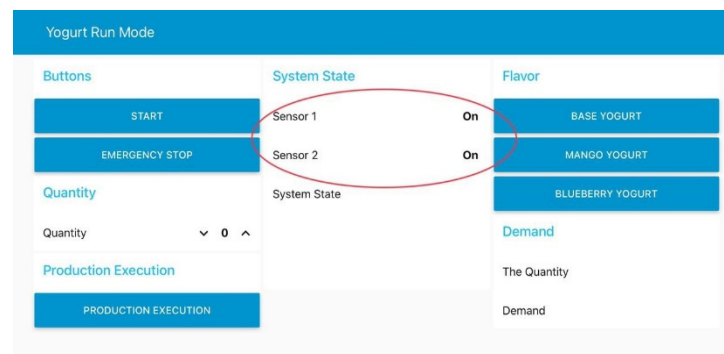 Yogurt Run Mode
Buttons
START
EMERGENCY STOP
Quantity
Quantity 0
Production Execution
PRODUCTION EXECUTION
System State
Sensor 1 On
Sensor 2 On
System State
Flavor
BASE YOGURT
MANGO YOGURT
BLUEBERRY YOGURT
Demand
The Quantity
Demand